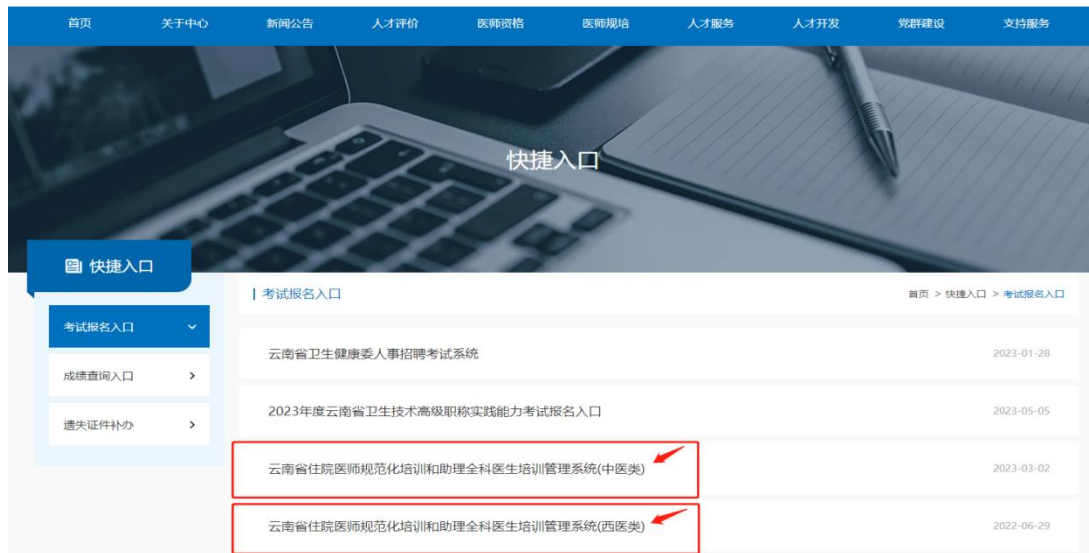 首页 关于中心 新闻公告 人才评价 医师资格 医师规培 人才服务 人才开发 党群建设 支持服务
快捷入口
快捷入口
考试报名入口
成绩查询入口
遗失证件补办
考试报名入口
首页 > 快捷入口 > 考试报名入口
云南省卫生健康委人事招聘考试系统 2023-01-28
2023年度云南省卫生技术高级职称实践能力考试报名入口 2023-05-05
云南省住院医师规范化培训和助理全科医生培训管理系统(中医类) 2023-03-02
云南省住院医师规范化培训和助理全科医生培训管理系统(西医类) 2022-06-29